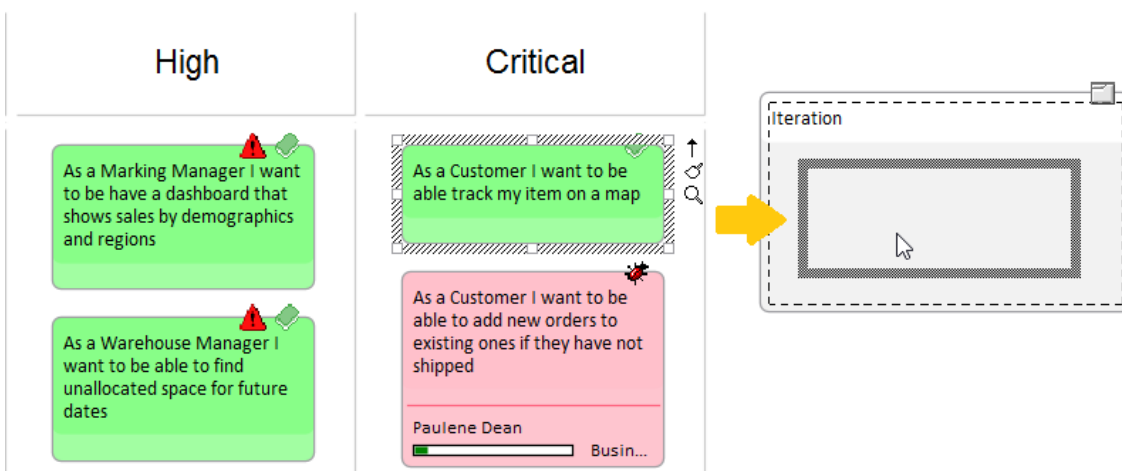 High
Critical
Iteration
As a Marking Manager I want
to be have a dashboard that
shows sales by demographics
and regions
As a Customer I want to be
able track my item on a map
As a Warehouse Manager I
want to be able to find
unallocated space for future
dates
As a Customer I want to be
able to add new orders to
existing ones if they have not
shipped
Paulene Dean
Busin...